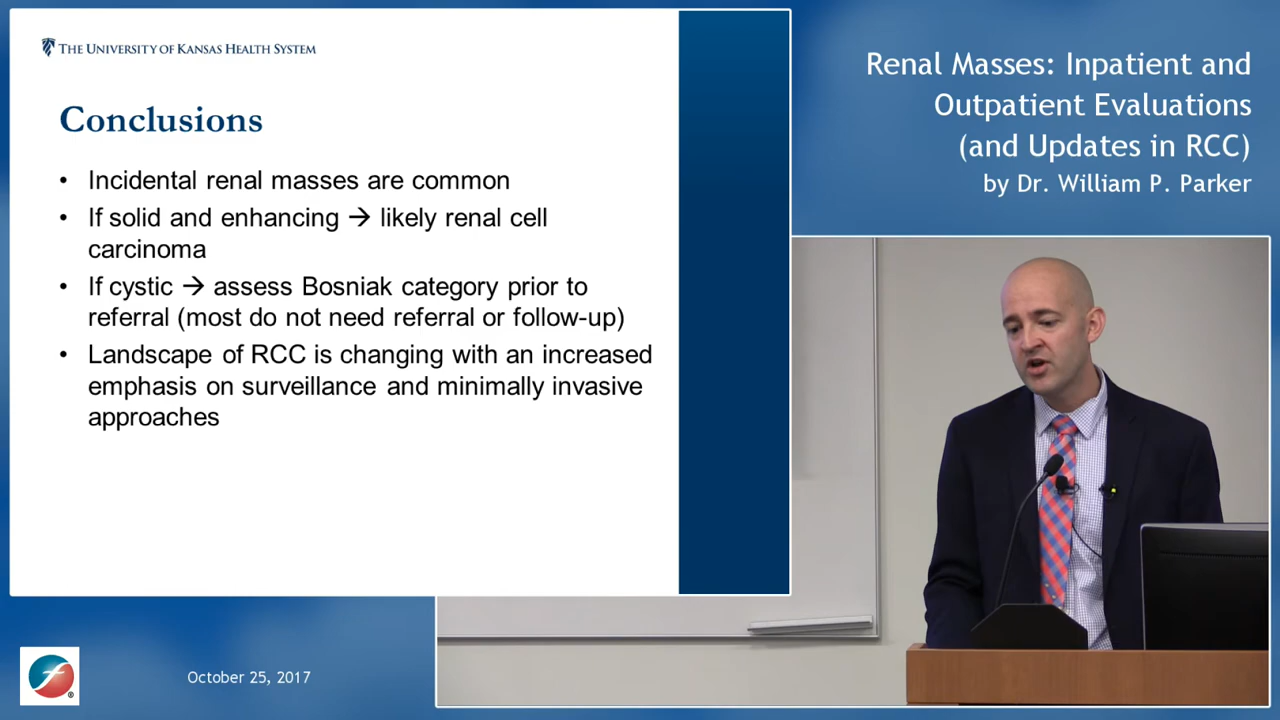 THE UNIVERSITY OF KANSAS HEALTH SYSTEM
Conclusions
• Incidental renal masses are common
• If solid and enhancing → likely renal cell
carcinoma
• If cystic → assess Bosniak category prior to
referral (most do not need referral or follow-up)
• Landscape of RCC is changing with an increased
emphasis on surveillance and minimally invasive
approaches
Renal Masses: Inpatient and
Outpatient Evaluations
(and Updates in RCC)
by Dr. William P. Parker
October 25, 2017